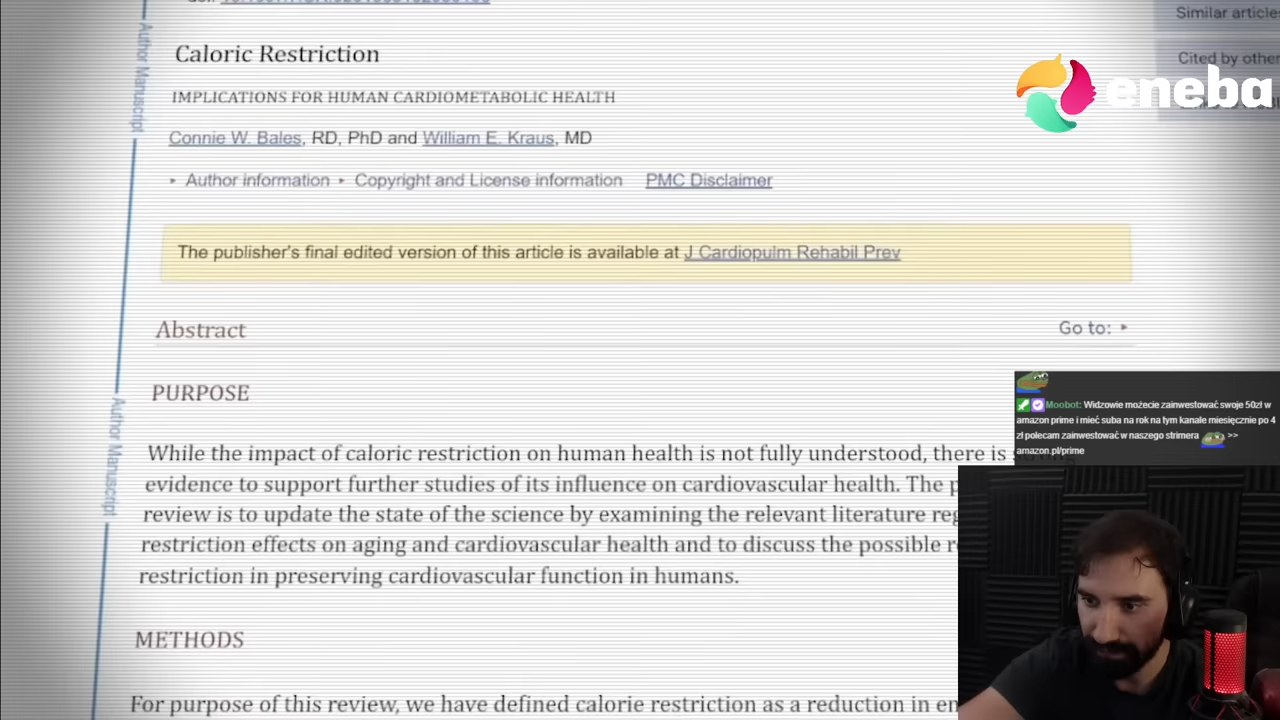 Similar article
Caloric Restriction
Cited by other
eneba
IMPLICATIONS FOR HUMAN CARDIOMETABOLIC HEALTH
Connie W. Bales, RD, PhD and William E. Kraus, MD
▸ Author information ▸ Copyright and License information PMC Disclaimer
The publisher's final edited version of this article is available at J Cardiopulm Rehabil Prev
Abstract
Go to: ▸
PURPOSE
While the impact of caloric restriction on human health is not fully understood, there is
evidence to support further studies of its influence on cardiovascular health. The p
review is to update the state of the science by examining the relevant literature reg
restriction effects on aging and cardiovascular health and to discuss the possible r
restriction in preserving cardiovascular function in humans.
METHODS
For purpose of this review, we have defined calorie restriction as a reduction in en
Author Manuscript
Author Manuscript
Moobot: Widzowie możecie zainwestować swoje 50zł w
amazon prime i mieć suba na rok na tym kanale miesięcznie po 4
zł polecam zainwestować w naszego strimera >>
amazon.pl/prime